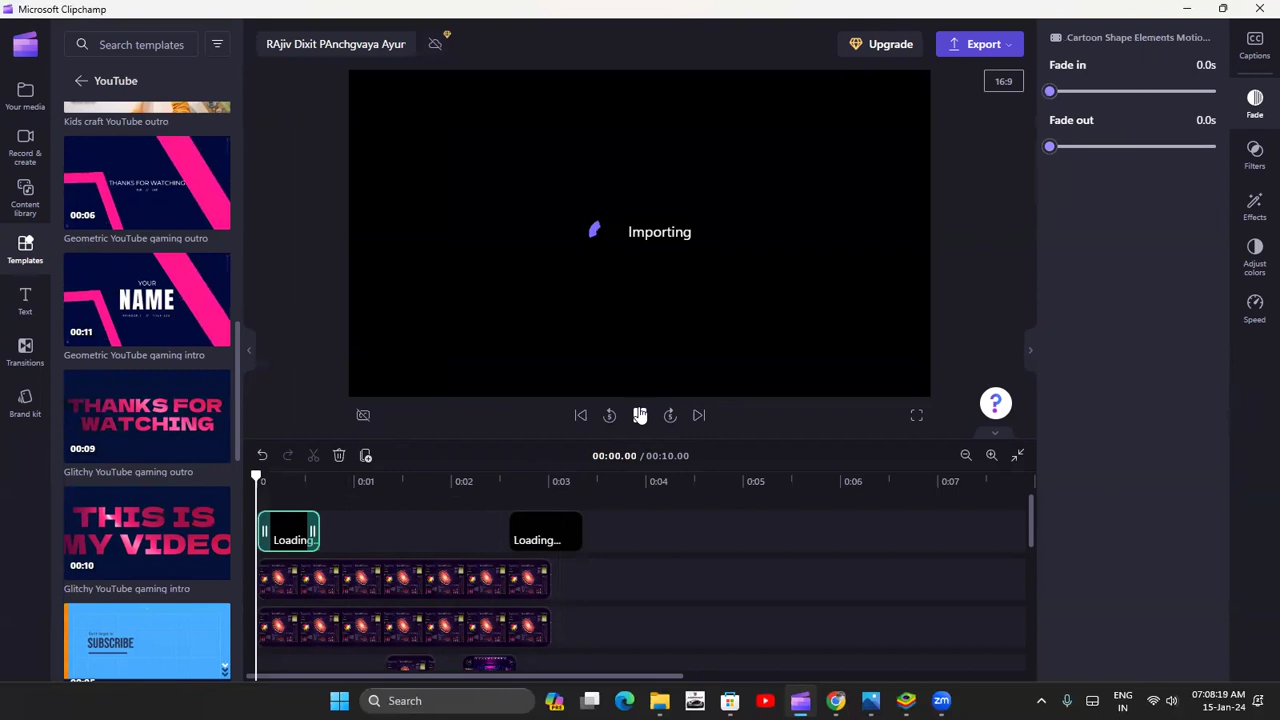 Microsoft Clipchamp
Search templates
RAjiv Dixit PAnchgvaya Ayur
Upgrade
Export
16:9
Cartoon Shape Elements Motio...
Fade in 0.0s
Fade out 0.0s
Captions
Fade
Filters
Effects
Adjust
colors
Speed
Your media
Record &
create
Content
library
Templates
Text
Transitions
Brand kit
YouTube
Kids craft YouTube outro
THANKS FOR WATCHING
00:06
Geometric YouTube gaming outro
YOUR
NAME
00:11
Geometric YouTube gaming intro
THANKS FOR
WATCHING
00:09
Glitchy YouTube gaming outro
THIS IS
MY VIDEO
00:10
Glitchy YouTube gaming intro
SUBSCRIBE
Importing
5
5
?
00:00.00 / 00:10.00
0 0:01 0:02 0:03 0:04 0:05 0:06 0:07
Loading...
Loading...
Search
PRE
ENG
IN
07:08:19 AM
15-Jan-24